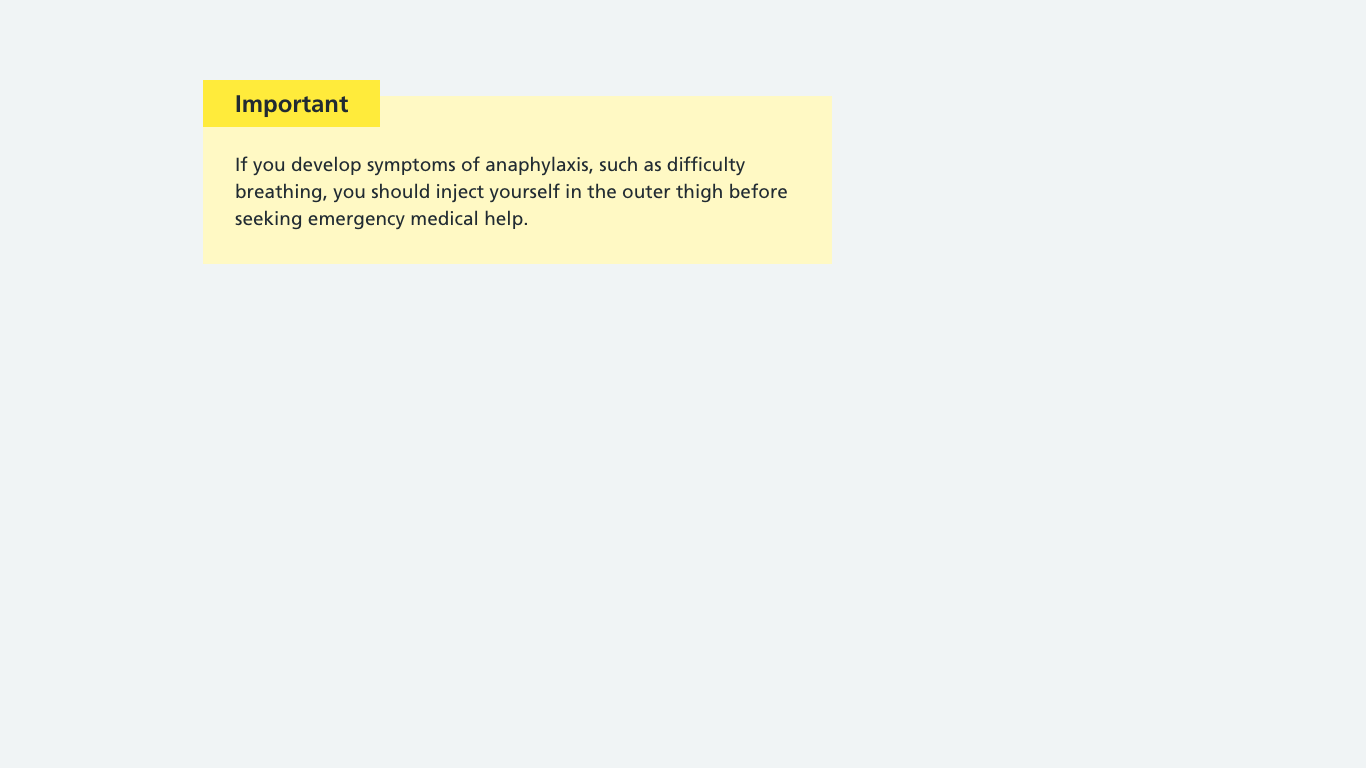 Important
If you develop symptoms of anaphylaxis, such as difficulty
breathing, you should inject yourself in the outer thigh before
seeking emergency medical help.